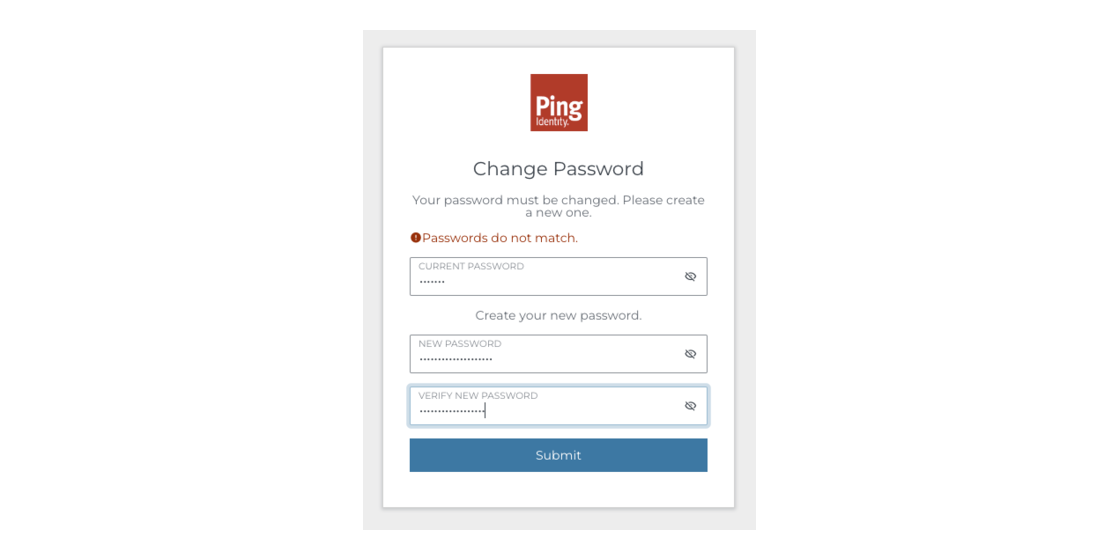 Ping
Identity.
Change Password
Your password must be changed. Please create
a new one.
Passwords do not match.
CURRENT PASSWORD
Create your new password.
NEW PASSWORD
VERIFY NEW PASSWORD
Submit